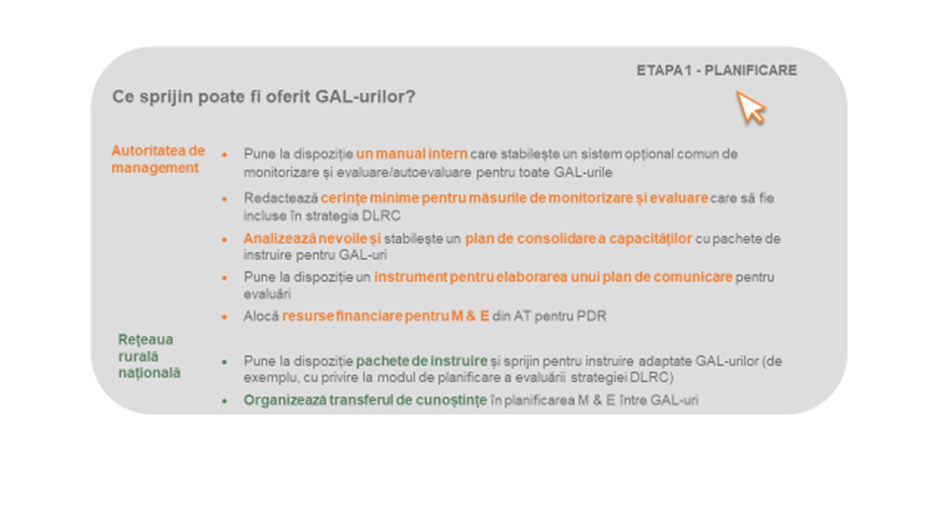 ETAPA 1 - PLANIFICARE
Ce sprijin poate fi oferit GAL-urilor?
Autoritatea de
management
• Pune la dispoziție un manual intern care stabilește un sistem opțional comun de
monitorizare și evaluare/autoevaluare pentru toate GAL-urile
• Redactează cerințe minime pentru măsurile de monitorizare și evaluare care să fie
incluse în strategia DLRC
• Analizează nevoile și stabilește un plan de consolidare a capacităților cu pachete de
instruire pentru GAL-uri
• Pune la dispoziție un instrument pentru elaborarea unui plan de comunicare pentru
evaluări
• Alocă resurse financiare pentru M & E din AT pentru PDR
Rețeaua
rurală
națională
• Pune la dispoziție pachete de instruire și sprijin pentru instruire adaptate GAL-urilor (de
exemplu, cu privire la modul de planificare a evaluării strategiei DLRC)
• Organizează transferul de cunoștințe în planificarea M & E între GAL-uri